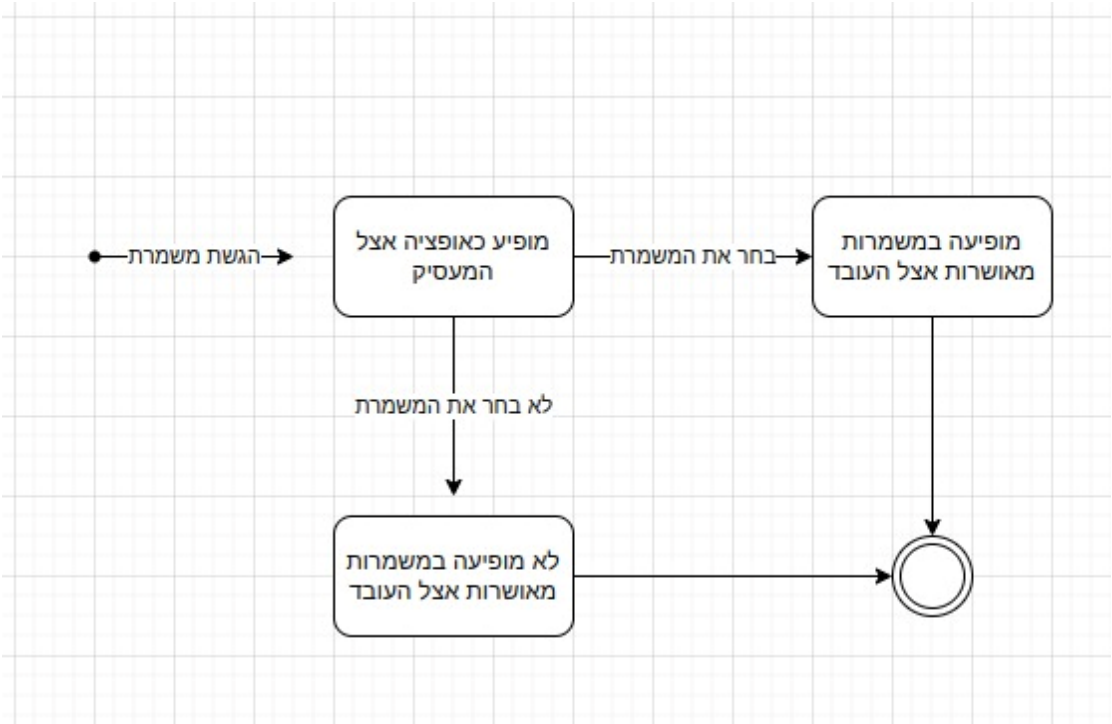 הגשת משמרת
מופיע כאופציה אצל
המעסיק
בחר את המשמרת
מופיעה במשמרות
מאושרות אצל העובד
לא בחר את המשמרת
לא מופיעה במשמרות
מאושרות אצל העובד